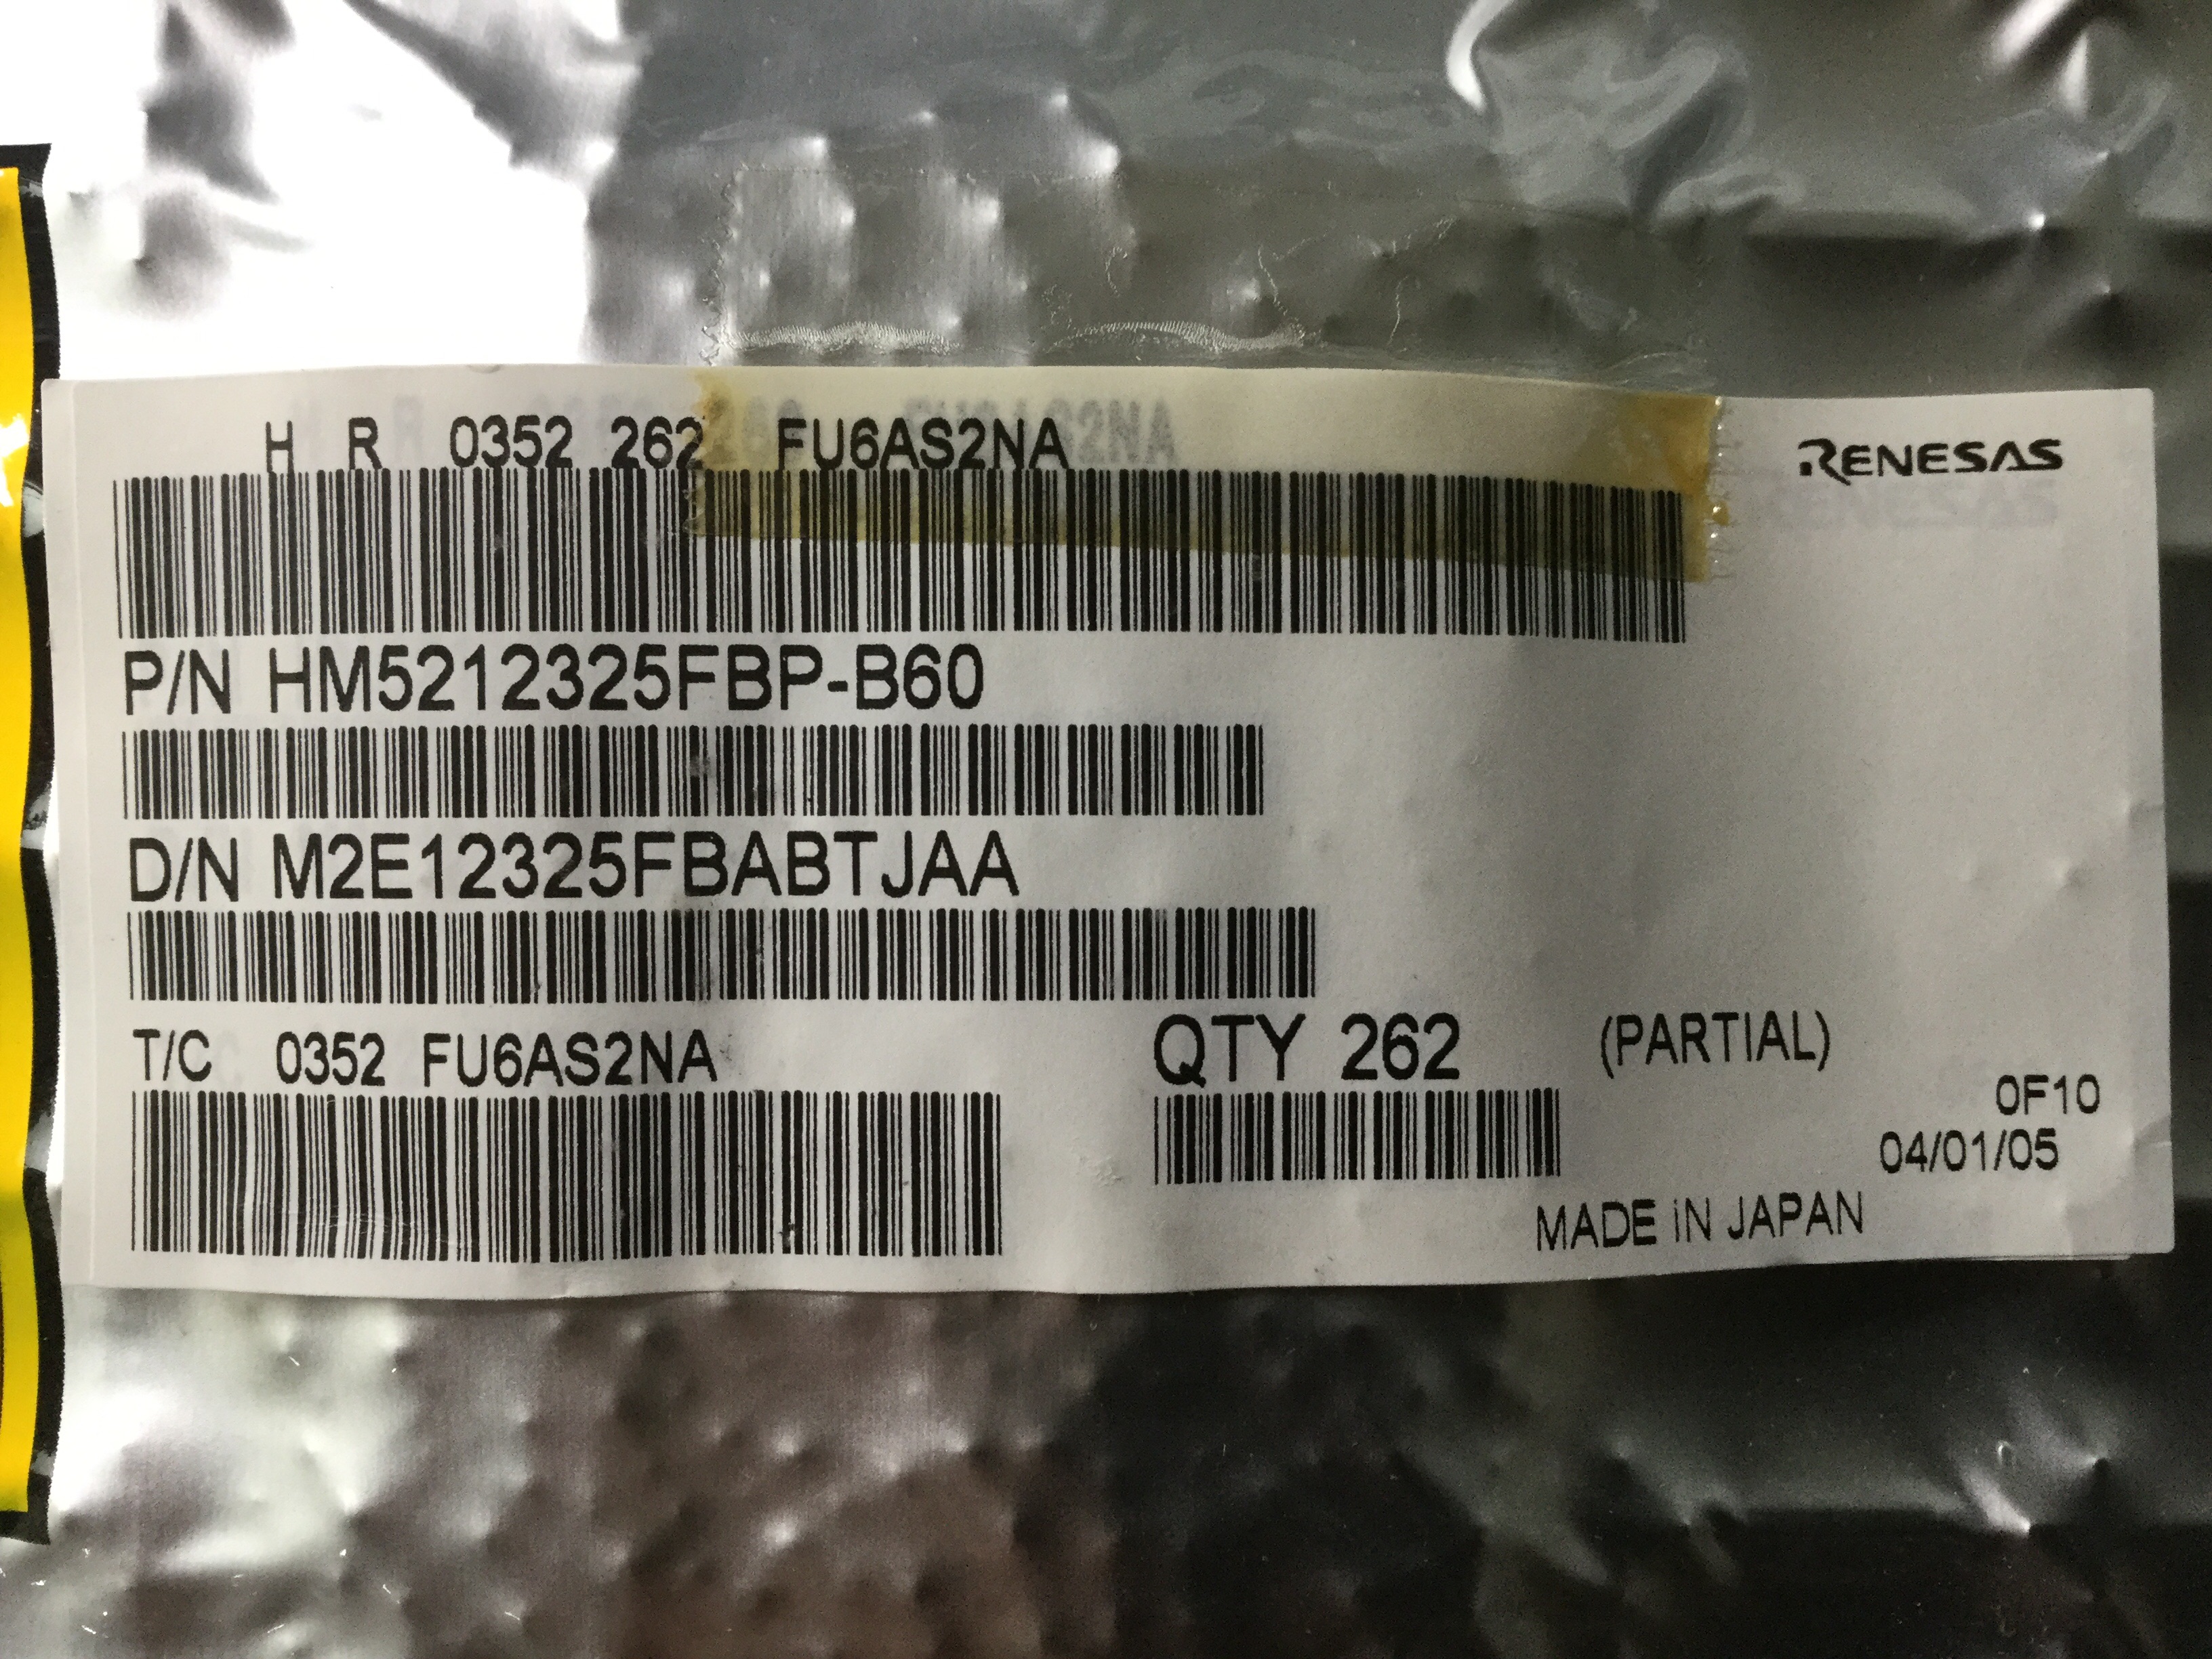 H R 0352 262 FU6AS2NA
RENESAS
P/N HM5212325FBP-B60
D/N M2E12325FBABTJAA
T/C 0352 FU6AS2NA
QTY 262 (PARTIAL)
0F10
04/01/05
MADE iN JAPAN